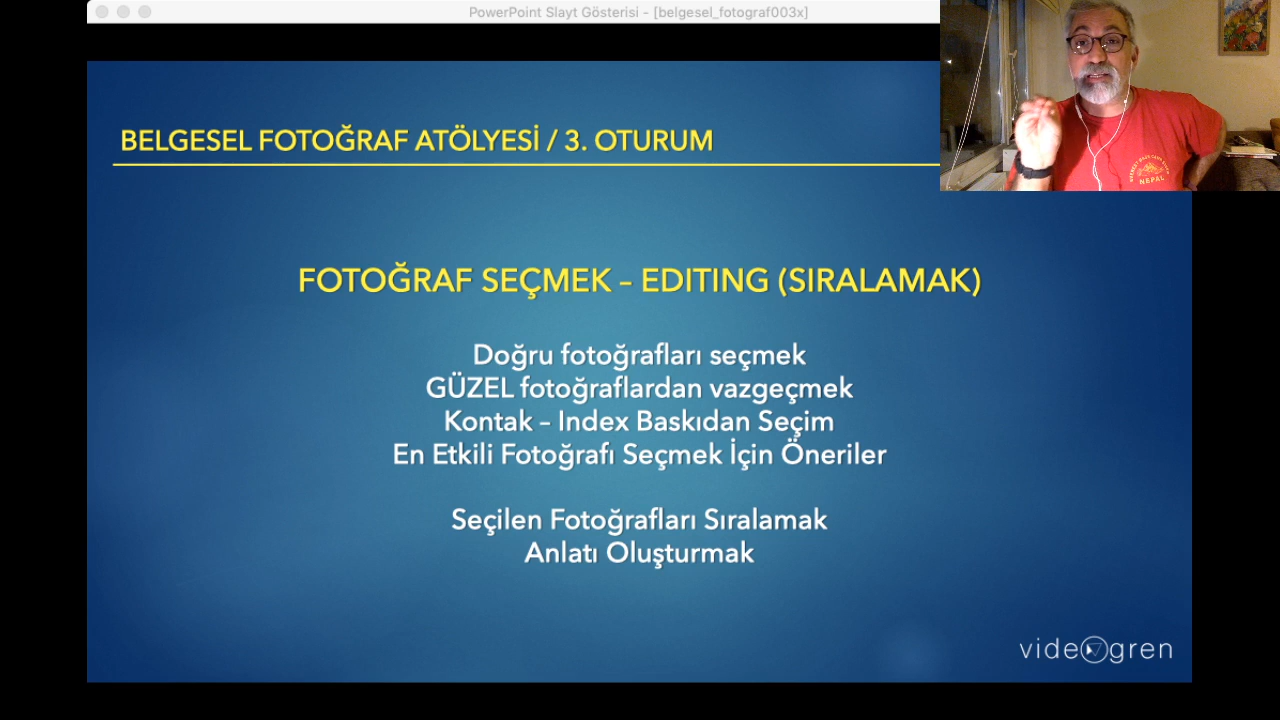 PowerPoint Slayt Gösterisi - [belgesel_fotograf003x]
BELGESEL FOTOĞRAF ATÖLYESİ / 3. OTURUM
FOTOĞRAF SEÇMEK – EDITING (SIRALAMAK)
Doğru fotoğrafları seçmek
GÜZEL fotoğraflardan vazgeçmek
Kontak – Index Baskıdan Seçim
En Etkili Fotoğrafı Seçmek İçin Öneriler
Seçilen Fotoğrafları Sıralamak
Anlatı Oluşturmak
NEPAL
videogren